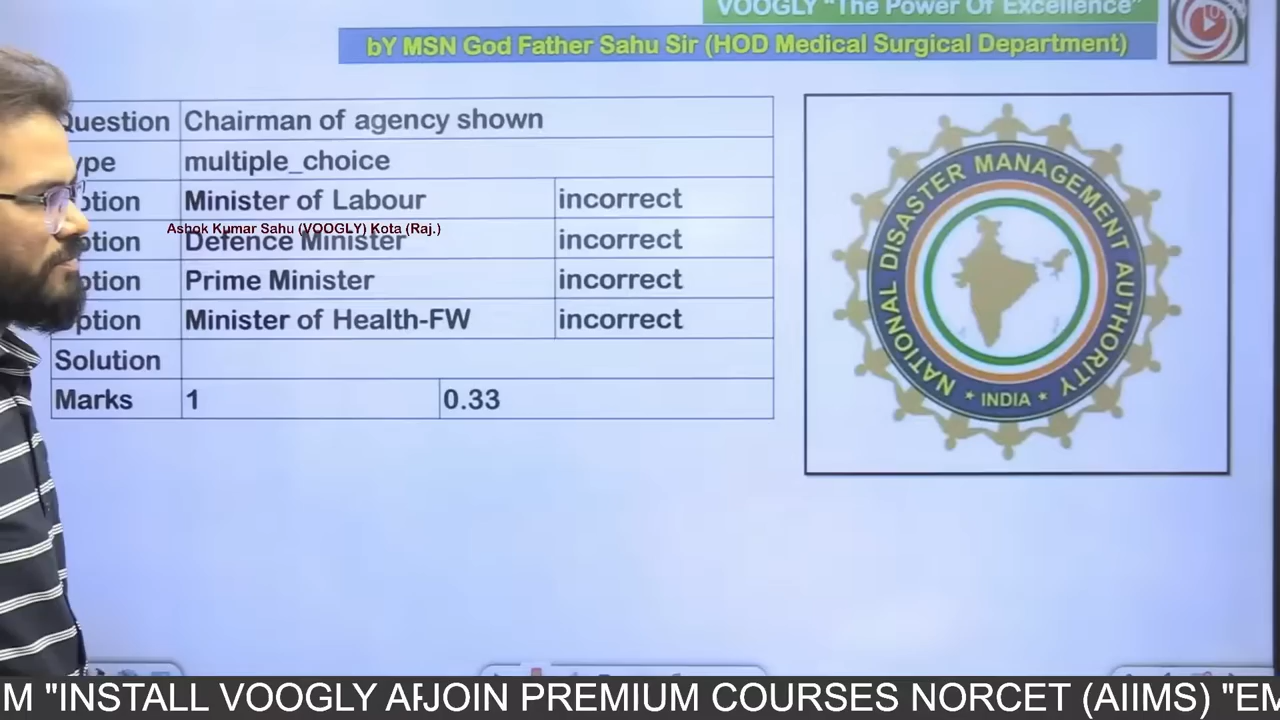 VOOGLY "The Power Of Excellence"
bY MSN God Father Sahu Sir (HOD Medical Surgical Department)
Question Chairman of agency shown
ype multiple_choice
ption Minister of Labour incorrect
Ashok Kumar Sahu (VOOGLY) Kota (Raj.)
ption Defence Minister incorrect
ption Prime Minister incorrect
ption Minister of Health-FW incorrect
Solution
Marks 1 0.33
NATIONAL DISASTER MANAGEMENT AUTHORITY
* INDIA *
M "INSTALL VOOGLY AF JOIN PREMIUM COURSES NORCET (AIIMS) "EM